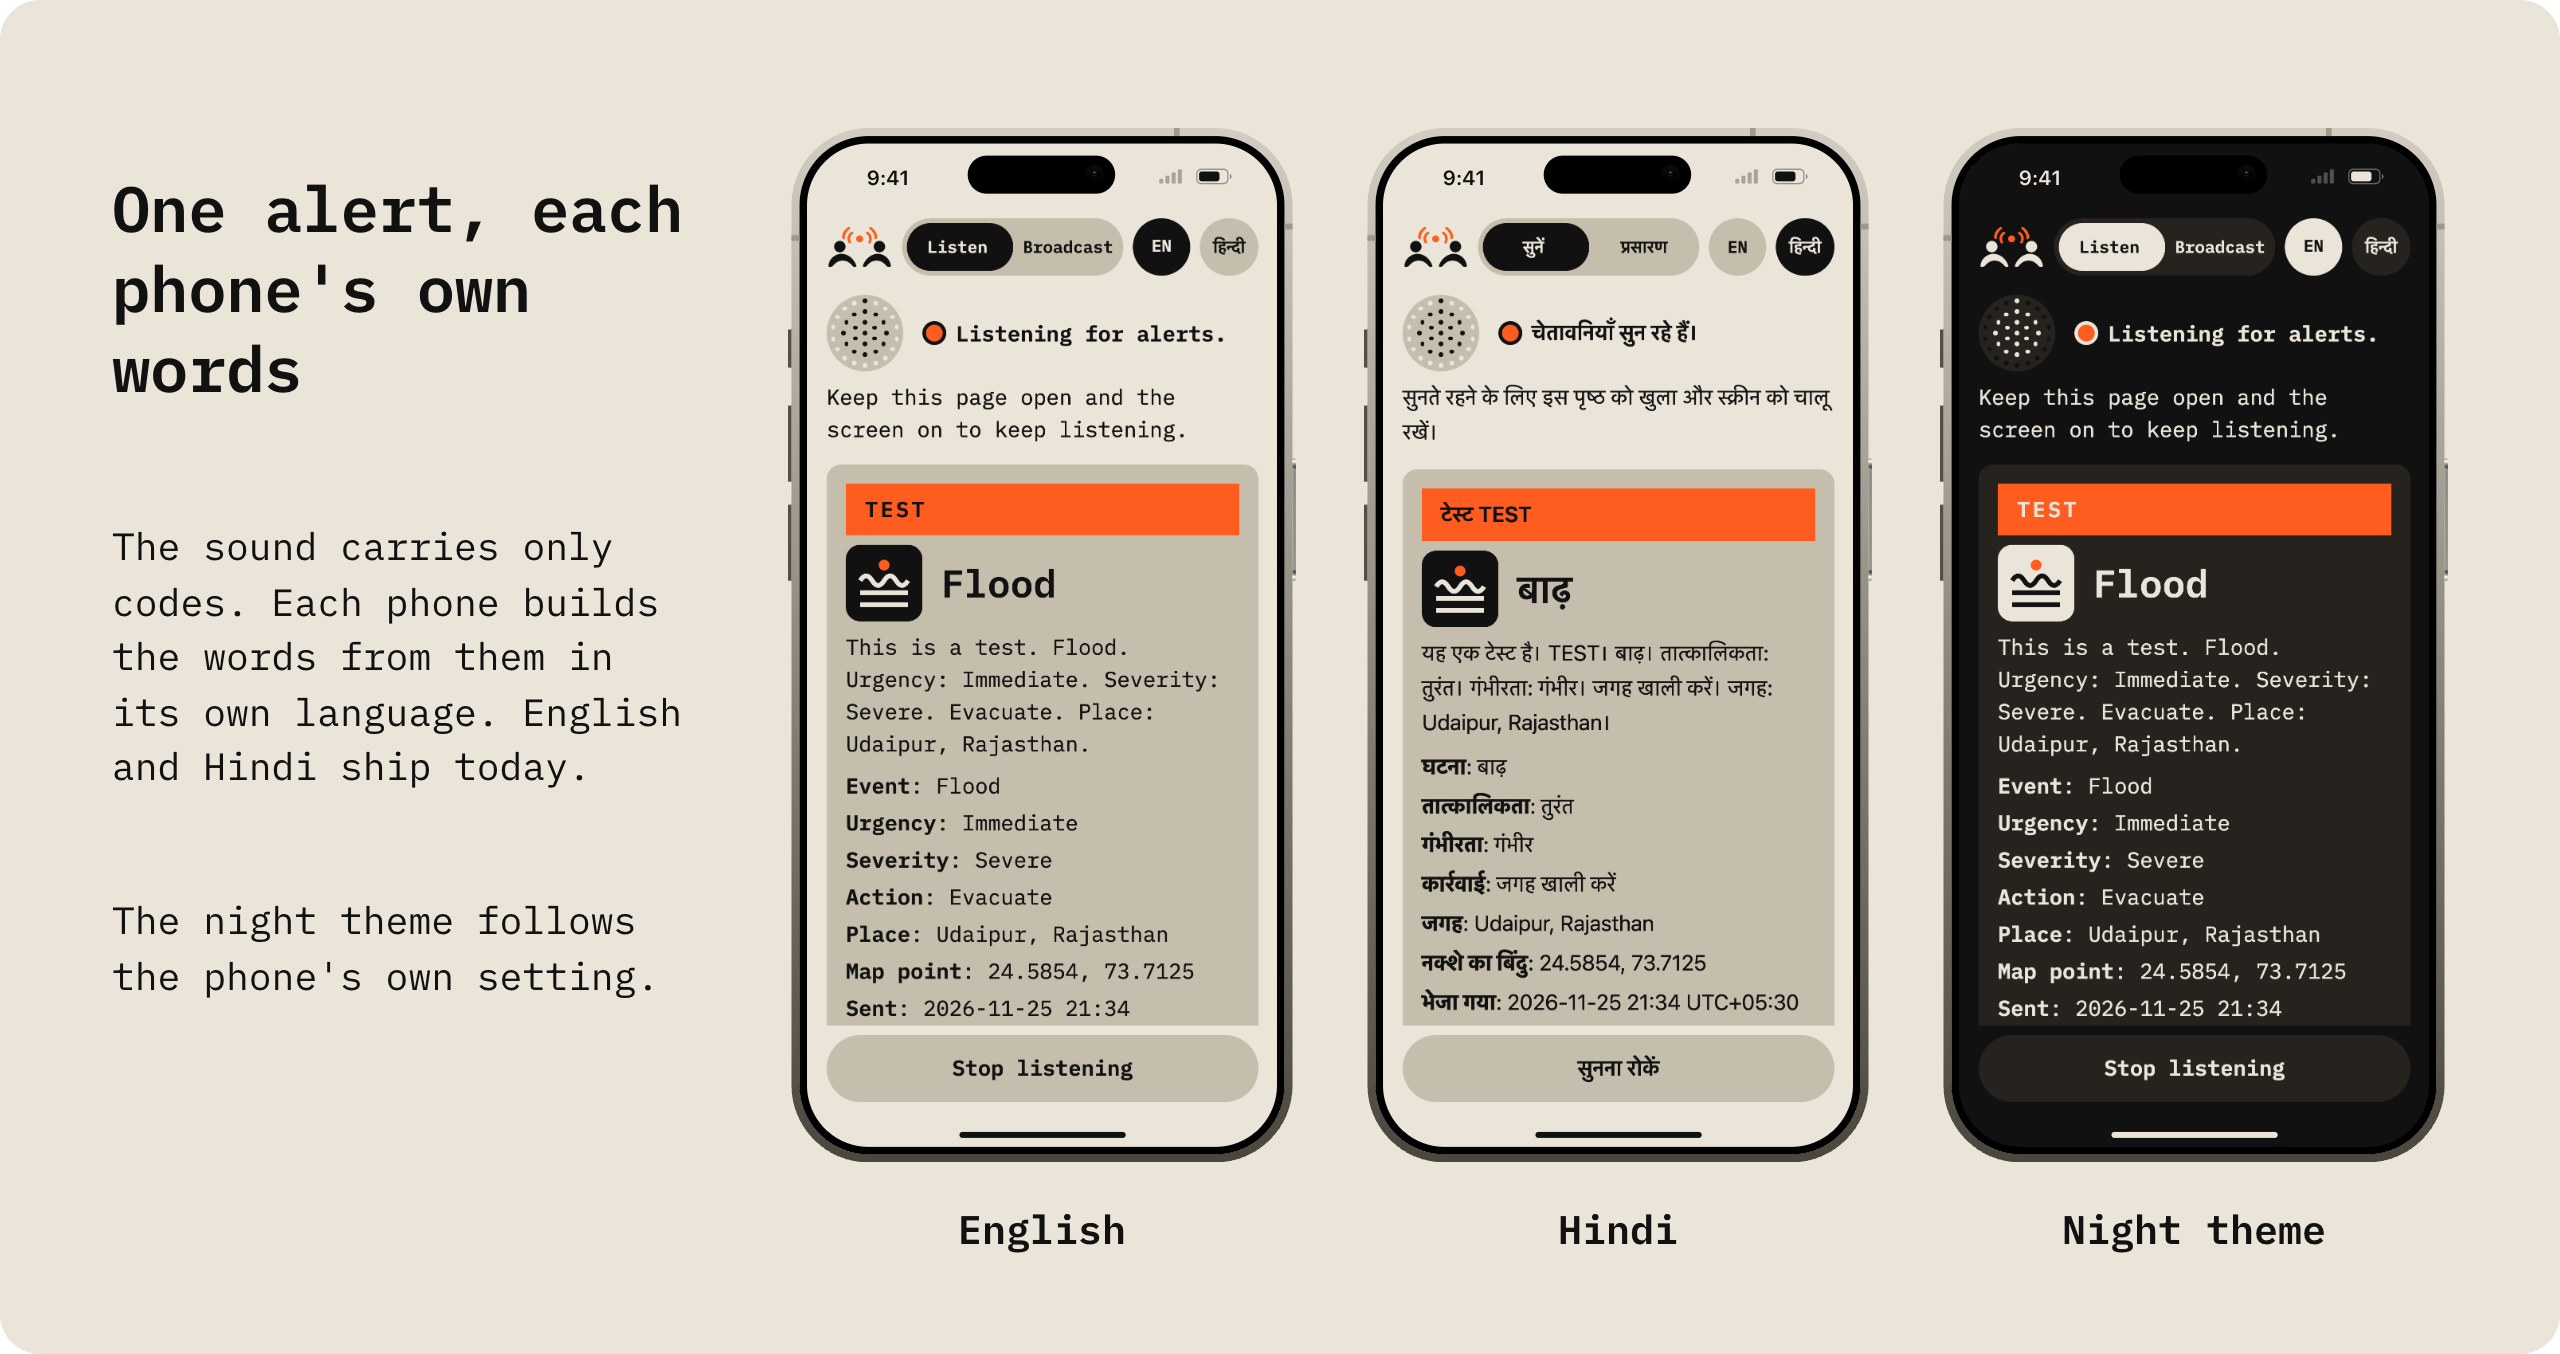 One alert, each
phone's own
words
The sound carries only
codes. Each phone builds
the words from them in
its own language. English
and Hindi ship today.
The night theme follows
the phone's own setting.
9:41
Listen Broadcast EN हिन्दी
Listening for alerts.
Keep this page open and the
screen on to keep listening.
TEST
Flood
This is a test. Flood.
Urgency: Immediate. Severity:
Severe. Evacuate. Place:
Udaipur, Rajasthan.
Event: Flood
Urgency: Immediate
Severity: Severe
Action: Evacuate
Place: Udaipur, Rajasthan
Map point: 24.5854, 73.7125
Sent: 2026-11-25 21:34
Stop listening
English
9:41
सुनें प्रसारण EN हिन्दी
चेतावनियाँ सुन रहे हैं।
सुनते रहने के लिए इस पृष्ठ को खुला और स्क्रीन को चालू
रखें।
टेस्ट TEST
बाढ़
यह एक टेस्ट है। TEST। बाढ़। तात्कालिकता:
तुरंत। गंभीरता: गंभीर। जगह खाली करें। जगह:
Udaipur, Rajasthan।
घटना: बाढ़
तात्कालिकता: तुरंत
गंभीरता: गंभीर
कार्रवाई: जगह खाली करें
जगह: Udaipur, Rajasthan
नक्शे का बिंदु: 24.5854, 73.7125
भेजा गया: 2026-11-25 21:34 UTC+05:30
सुनना रोकें
Hindi
9:41
Listen Broadcast EN हिन्दी
Listening for alerts.
Keep this page open and the
screen on to keep listening.
TEST
Flood
This is a test. Flood.
Urgency: Immediate. Severity:
Severe. Evacuate. Place:
Udaipur, Rajasthan.
Event: Flood
Urgency: Immediate
Severity: Severe
Action: Evacuate
Place: Udaipur, Rajasthan
Map point: 24.5854, 73.7125
Sent: 2026-11-25 21:34
Stop listening
Night theme